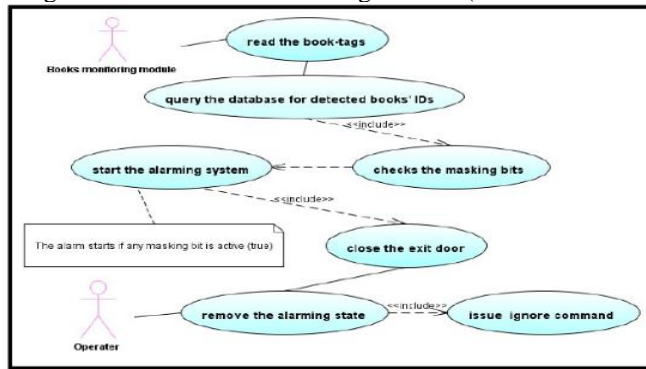 read the book-tags
Books monitoring module
query the database for detected books' IDs
<<include>>
start the alarming system
checks the masking bits
<<include>>
The alarm starts if any masking bit is active (true)
close the exit door
remove the alarming state
<<include>>
issue ignore command
Operater